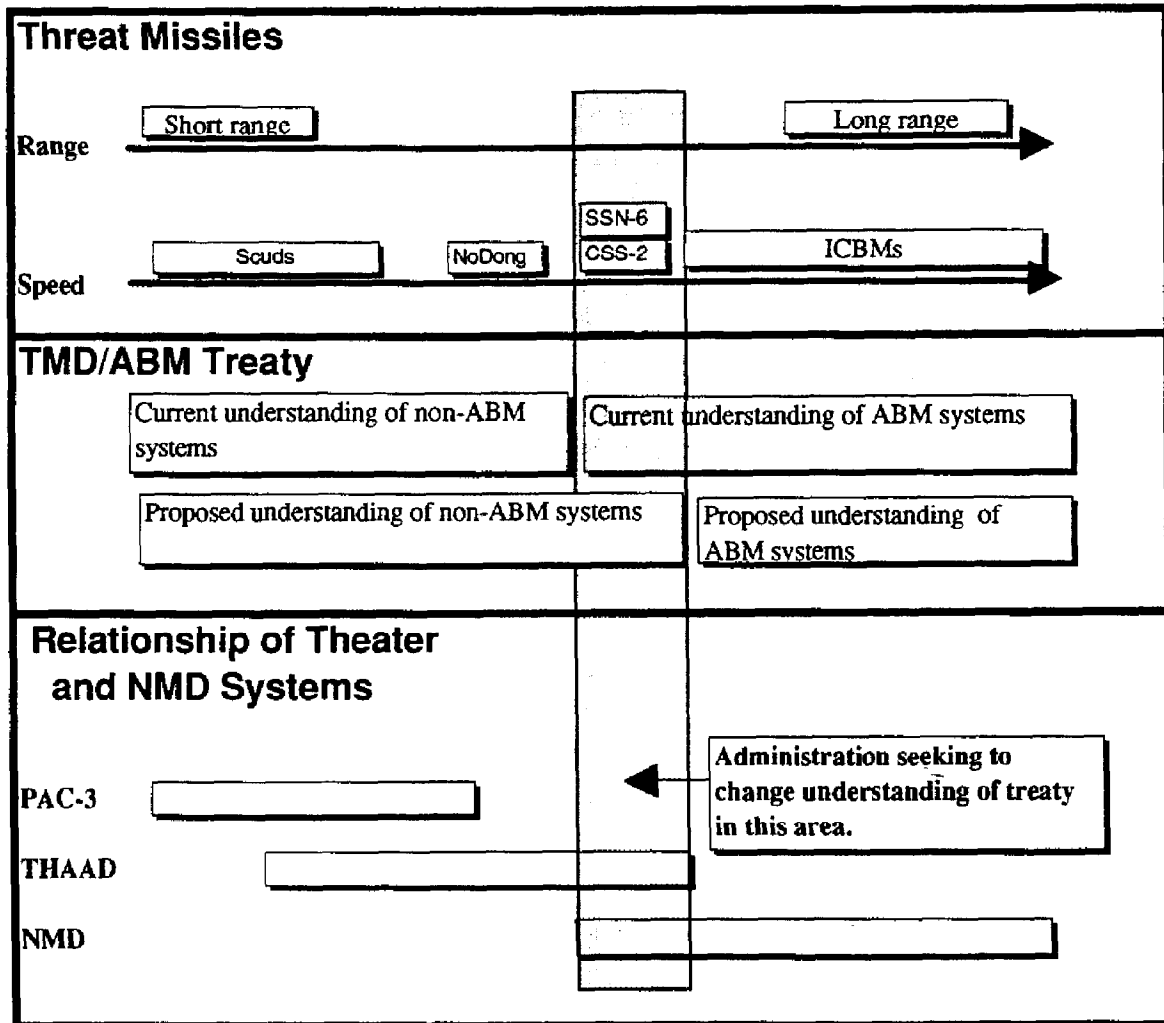 Threat Missiles
Short range
Long range
Range
SSN-6
Scuds
NoDong
CSS-2
ICBMs
Speed
TMD/ABM Treaty
Current understanding of non-ABM
systems
Current understanding of ABM systems
Proposed understanding of non-ABM systems
Proposed understanding of
ABM systems
Relationship of Theater
and NMD Systems
Administration seeking to
change understanding of treaty
in this area.
PAC-3
THAAD
NMD